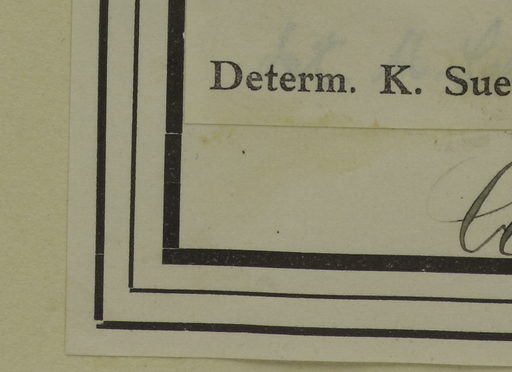 Determ. K. Sue